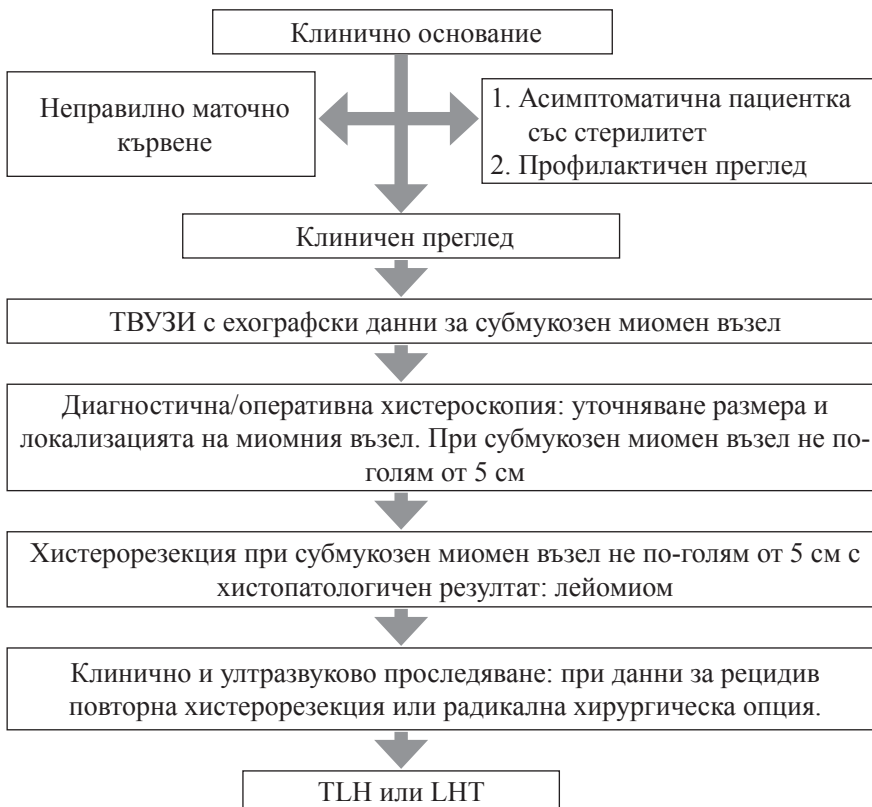 Клинично основание
Неправилно маточно
кървене
1. Асимптоматична пациентка
със стерилитет
2. Профилактичен преглед
Клиничен преглед
ТВУЗИ с ехографски данни за субмукозен миомен възел
Диагностична/оперативна хистероскопия: уточняване размера и
локализацията на миомния възел. При субмукозен миомен възел не по-
голям от 5 см
Хистерорезекция при субмукозен миомен възел не по-голям от 5 см с
хистопатологичен резултат: лейомиом
Клинично и ултразвуково проследяване: при данни за рецидив
повторна хистерорезекция или радикална хирургическа опция.
TLH или LHT